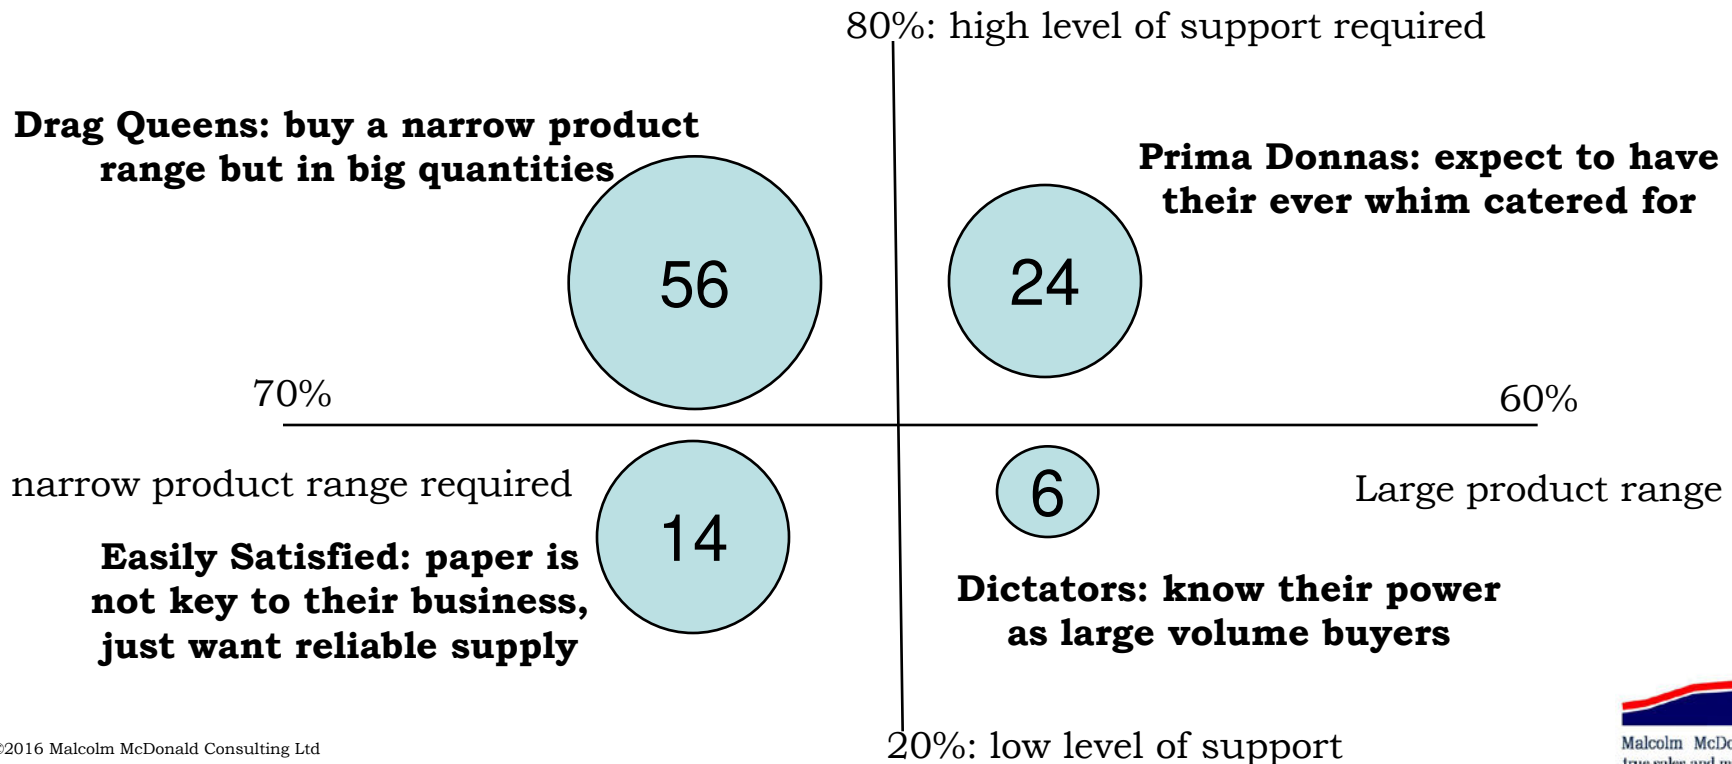 80%: high level of support required
Drag Queens: buy a narrow product
range but in big quantities
Prima Donnas: expect to have
their ever whim catered for
56
24
70%
60%
narrow product range required
Large product range
14
6
Easily Satisfied: paper is
not key to their business,
just want reliable supply
Dictators: know their power
as large volume buyers
20%: low level of support
©2016 Malcolm McDonald Consulting Ltd
Malcolm
true sales and